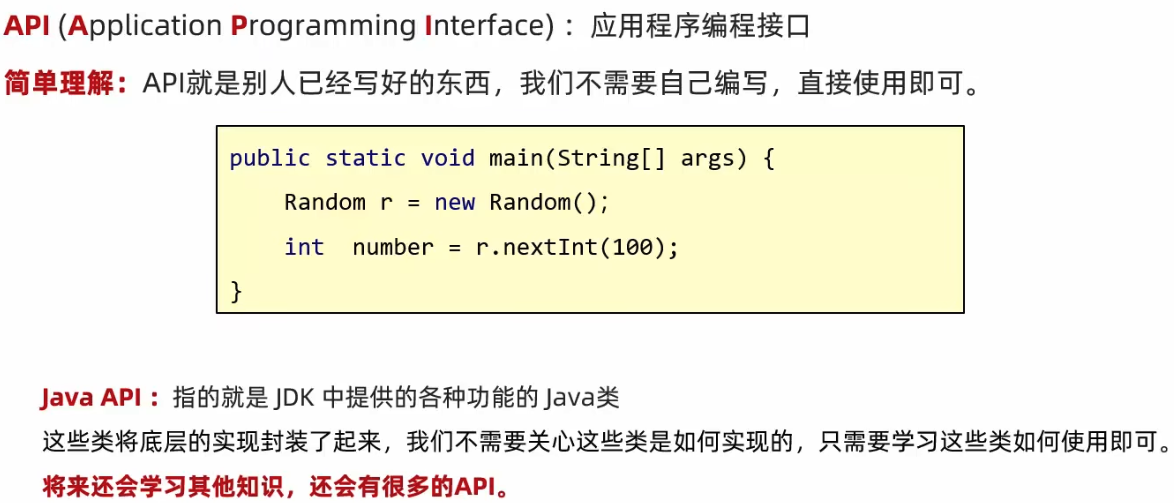 API (Application Programming Interface) ：应用程序编程接口
简单理解：API就是别人已经写好的东西，我们不需要自己编写，直接使用即可。
public static void main(String[] args) {
    Random r = new Random();
    int  number = r.nextInt(100);
}
Java API ：指的就是 JDK 中提供的各种功能的 Java类
这些类将底层的实现封装了起来，我们不需要关心这些类是如何实现的，只需要学习这些类如何使用即可。
将来还会学习其他知识，还会有很多的API。